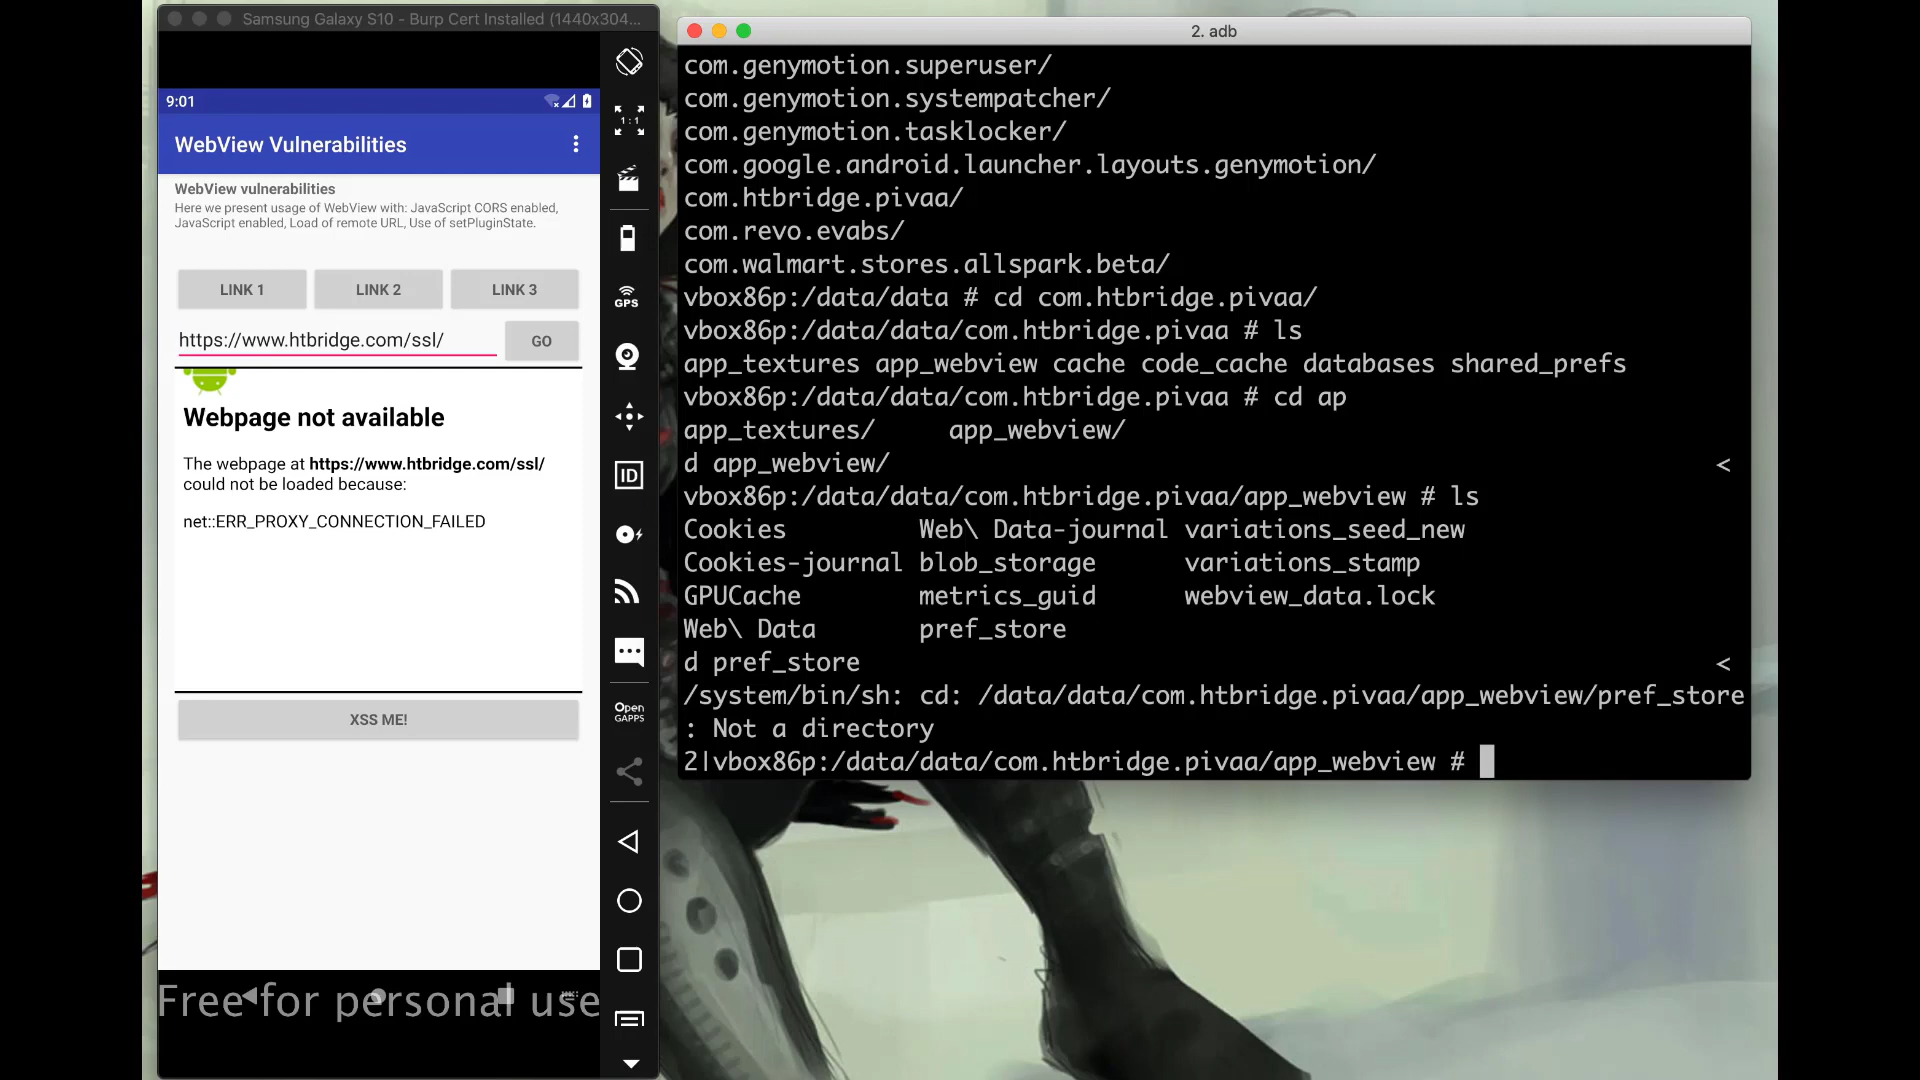 Samsung Galaxy S10 - Burp Cert Installed (1440x304...
9:01
WebView Vulnerabilities
WebView vulnerabilities
Here we present usage of WebView with: JavaScript CORS enabled,
JavaScript enabled, Load of remote URL, Use of setPluginState.
LINK 1
LINK 2
LINK 3
https://www.htbridge.com/ssl/
GO
Webpage not available
The webpage at https://www.htbridge.com/ssl/
could not be loaded because:
net::ERR_PROXY_CONNECTION_FAILED
XSS ME!
Free for personal use
1:1
GPS
ID
Open
GAPPS
2. adb
com.genymotion.superuser/
com.genymotion.systempatcher/
com.genymotion.tasklocker/
com.google.android.launcher.layouts.genymotion/
com.htbridge.pivaa/
com.revo.evabs/
com.walmart.stores.allspark.beta/
vbox86p:/data/data # cd com.htbridge.pivaa/
vbox86p:/data/data/com.htbridge.pivaa # ls
app_textures app_webview cache code_cache databases shared_prefs
vbox86p:/data/data/com.htbridge.pivaa # cd ap
app_textures/     app_webview/
d app_webview/ <
vbox86p:/data/data/com.htbridge.pivaa/app_webview # ls
Cookies         Web\ Data-journal variations_seed_new
Cookies-journal blob_storage      variations_stamp
GPUCache        metrics_guid      webview_data.lock
Web\ Data       pref_store
d pref_store <
/system/bin/sh: cd: /data/data/com.htbridge.pivaa/app_webview/pref_store
: Not a directory
2|vbox86p:/data/data/com.htbridge.pivaa/app_webview #